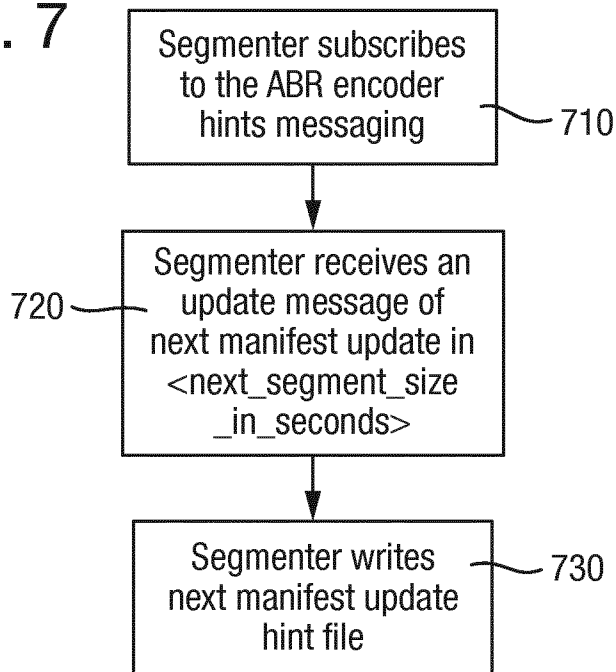 . 7
Segmenter subscribes
to the ABR encoder
hints messaging
710
Segmenter receives an
update message of
next manifest update in
<next_segment_size
_in_seconds>
720
Segmenter writes
next manifest update
hint file
730